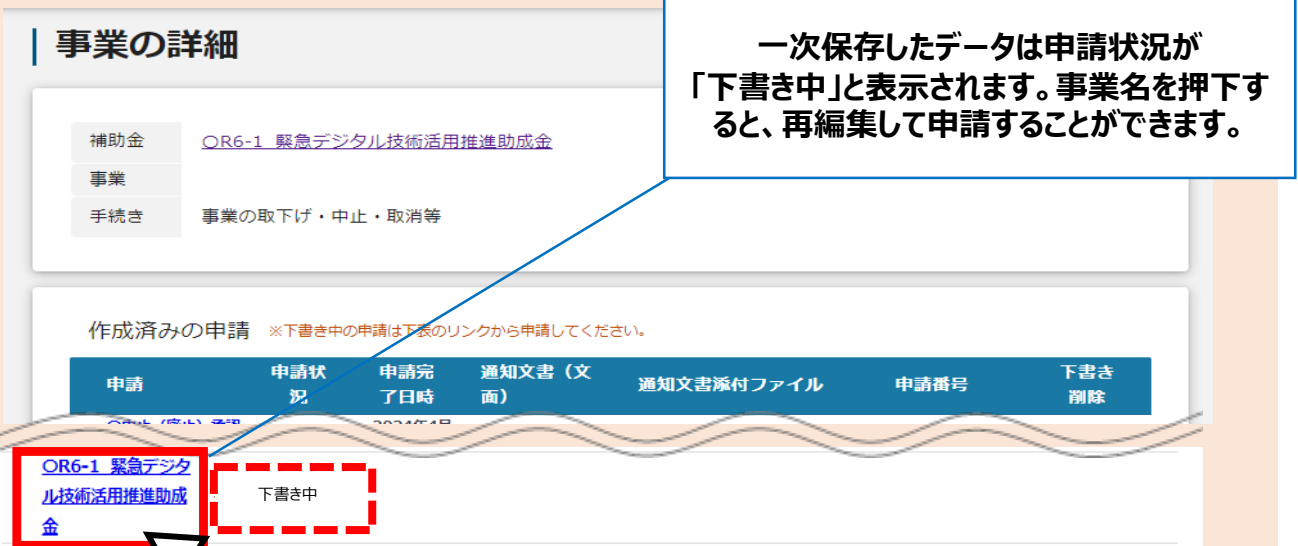 事業の詳細
一次保存したデータは申請状況が
「下書き中」と表示されます。事業名を押下す
ると、再編集して申請することができます。
補助金 〇R6-1 緊急デジタル技術活用推進助成金
事業
手続き 事業の取下げ・中止・取消等
作成済みの申請 ※下書き中の申請は下表のリンクから申請してください。
申請 申請状況 申請完了日時 通知文書（文面） 通知文書添付ファイル 申請番号 下書き削除
2024年4月
〇R6-1 緊急デジタ
ル技術活用推進助成
金
下書き中